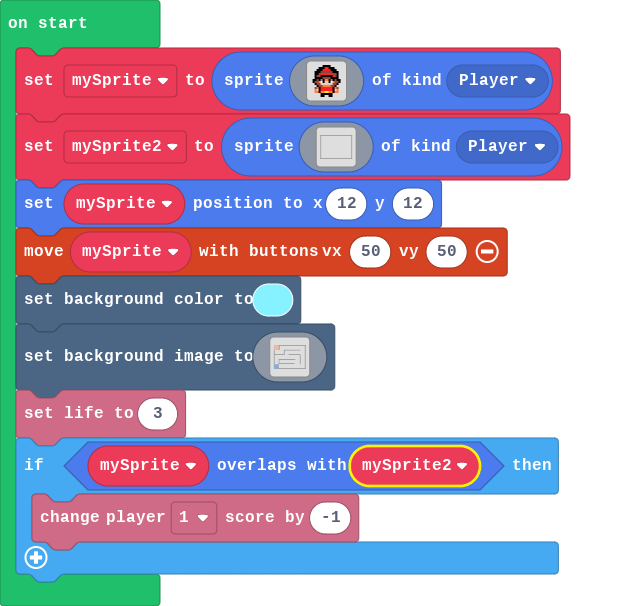 on start
set mySprite to sprite of kind Player
set mySprite2 to sprite of kind Player
set mySprite position to x 12 y 12
move mySprite with buttons vx 50 vy 50
set background color to
set background image to
set life to 3
if mySprite overlaps with mySprite2 then
change player 1 score by -1